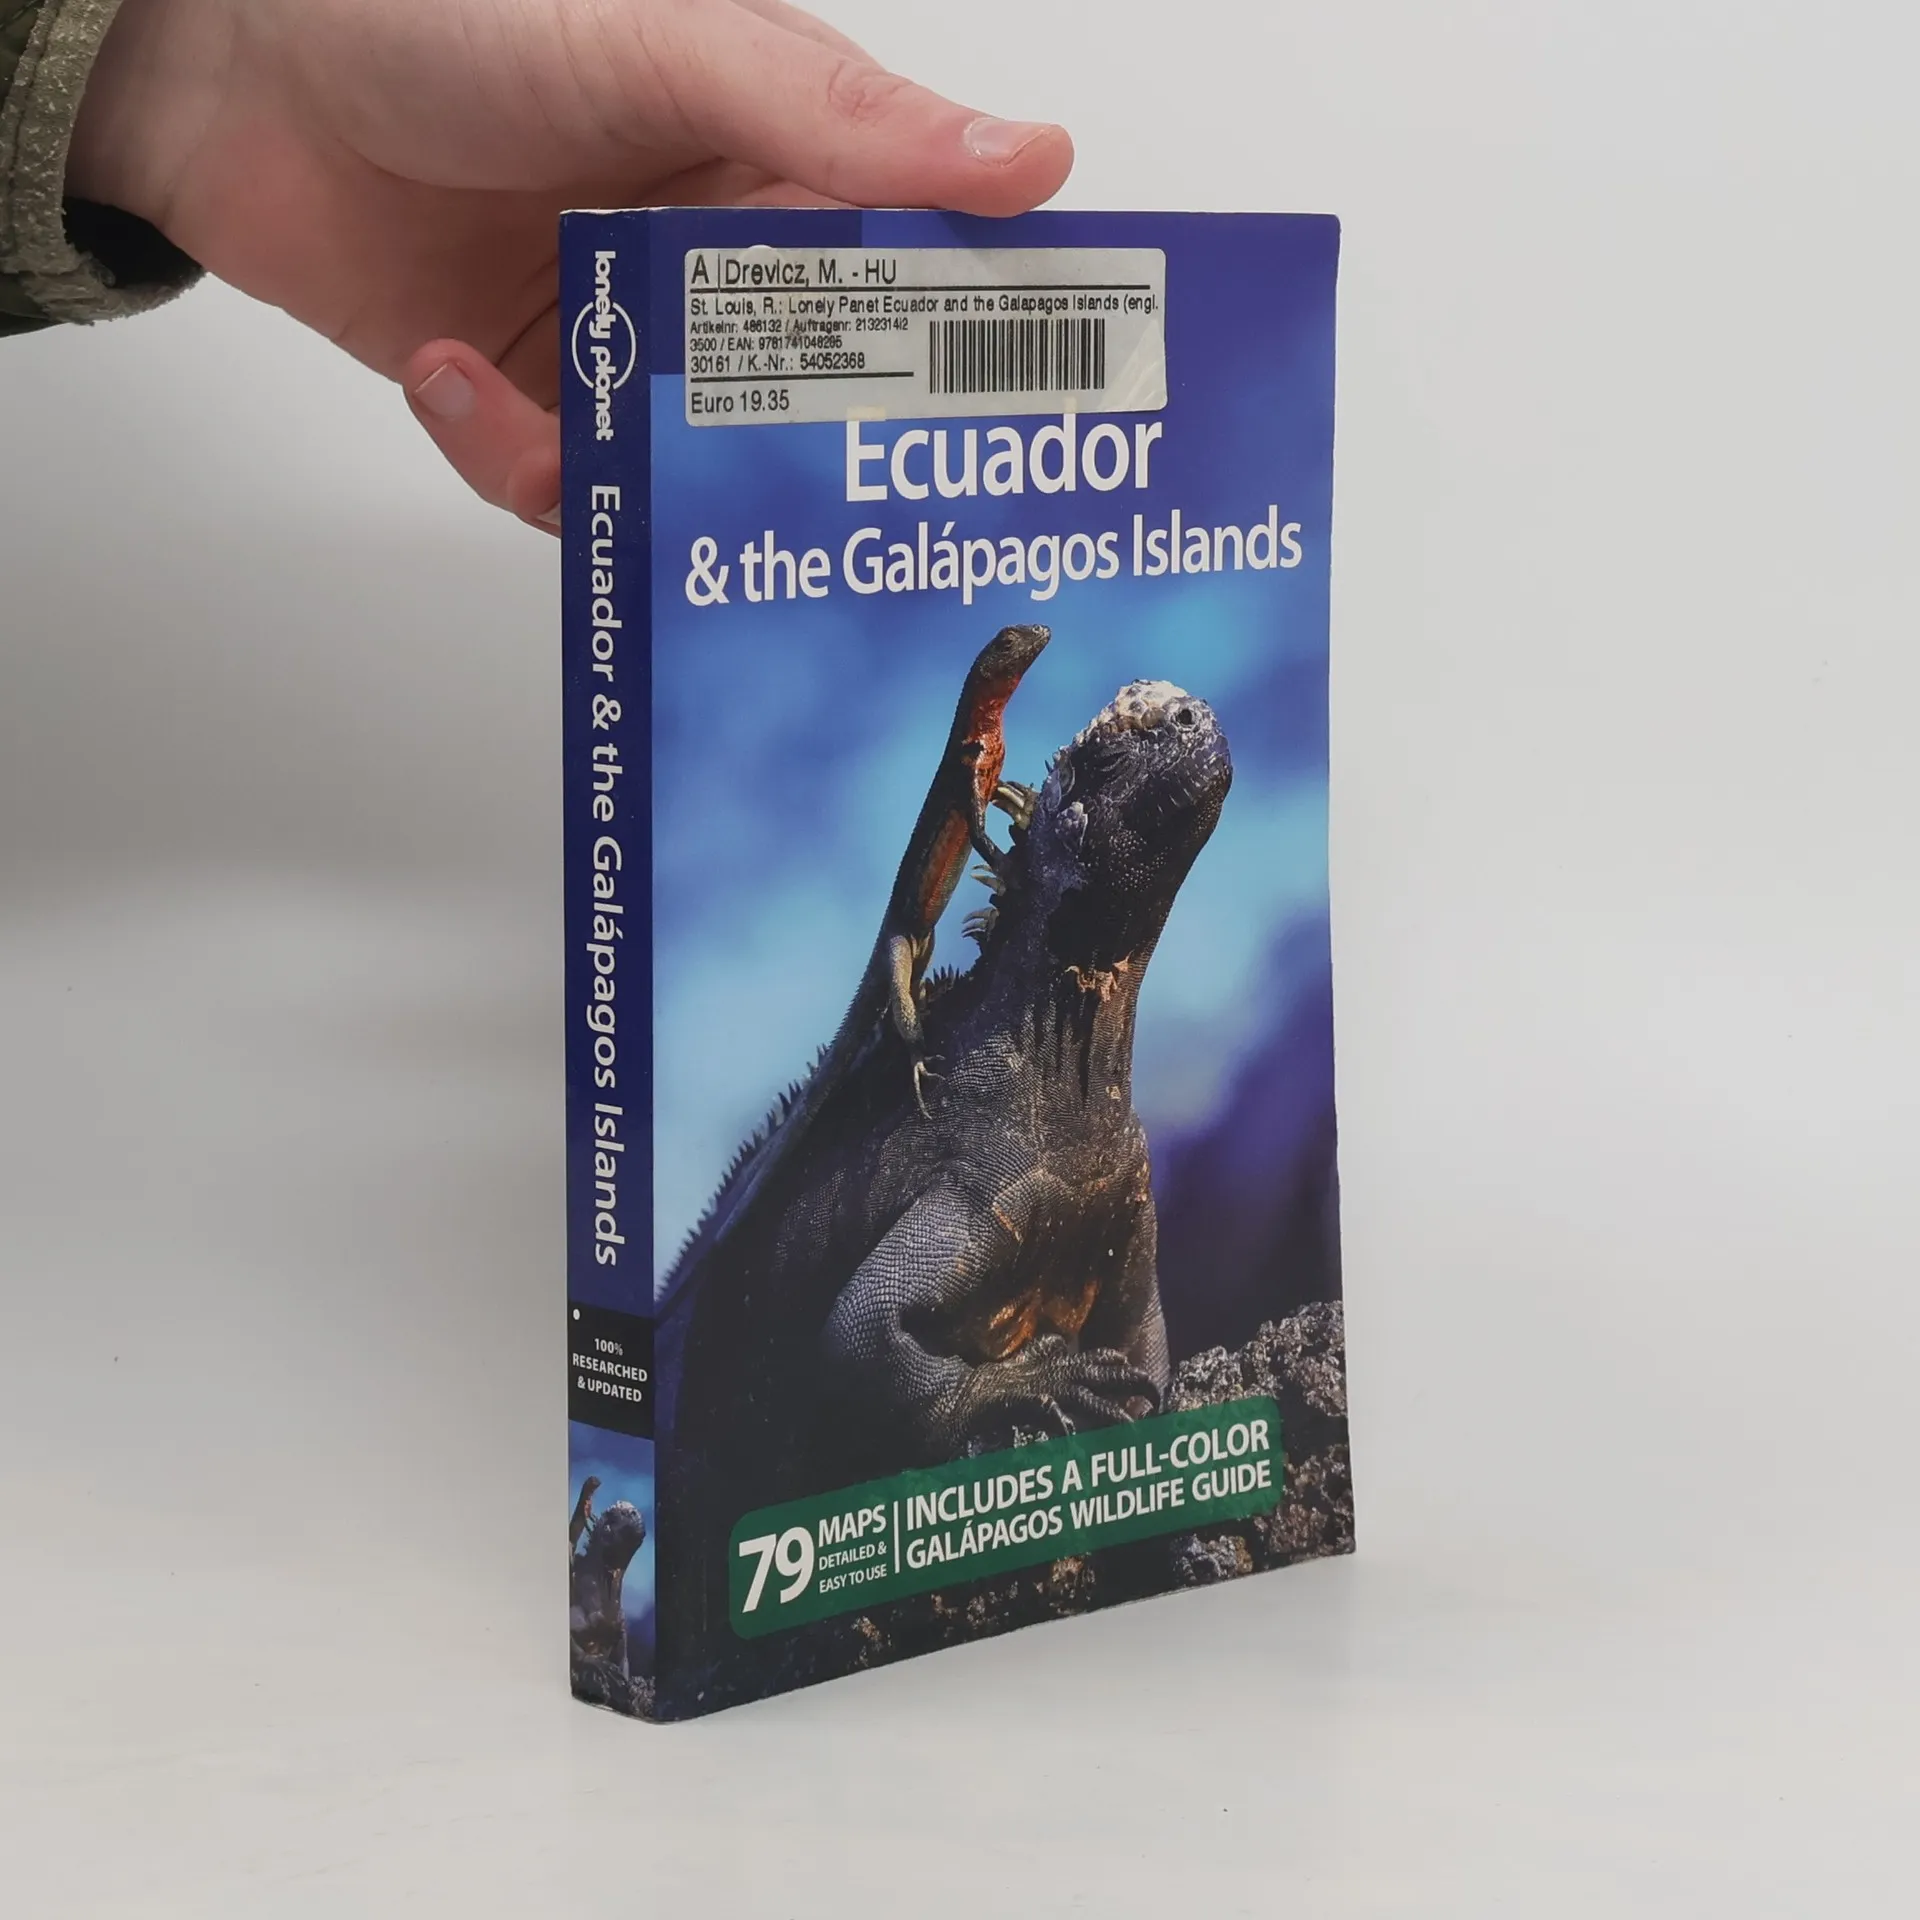 lonely planet
Ecuador & the Galápagos Islands
100%
RESEARCHED
& UPDATED
A | Drevicz, M. - HU
St. Louis, R.: Lonely Panet Ecuador and the Galapagos Islands (engl.
Artikelnr: 486132 / Auftragsnr: 2132314i2
3500 / EAN: 9781741048285
30161 / K.-Nr.: 54052368
Euro 19.35
Ecuador
& the Galápagos Islands
79 MAPS
DETAILED &
EASY TO USE
INCLUDES A FULL-COLOR
GALÁPAGOS WILDLIFE GUIDE